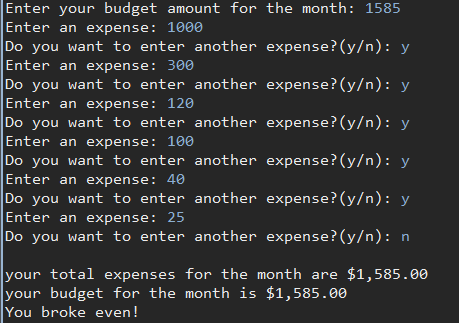 Enter your budget amount for the month: 1585
Enter an expense: 1000
Do you want to enter another expense?(y/n): y
Enter an expense: 300
Do you want to enter another expense?(y/n): y
Enter an expense: 120
Do you want to enter another expense?(y/n): y
Enter an expense: 100
Do you want to enter another expense?(y/n): y
Enter an expense: 40
Do you want to enter another expense?(y/n): y
Enter an expense: 25
Do you want to enter another expense?(y/n): n
your total expenses for the month are $1,585.00
your budget for the month is $1,585.00
You broke even!